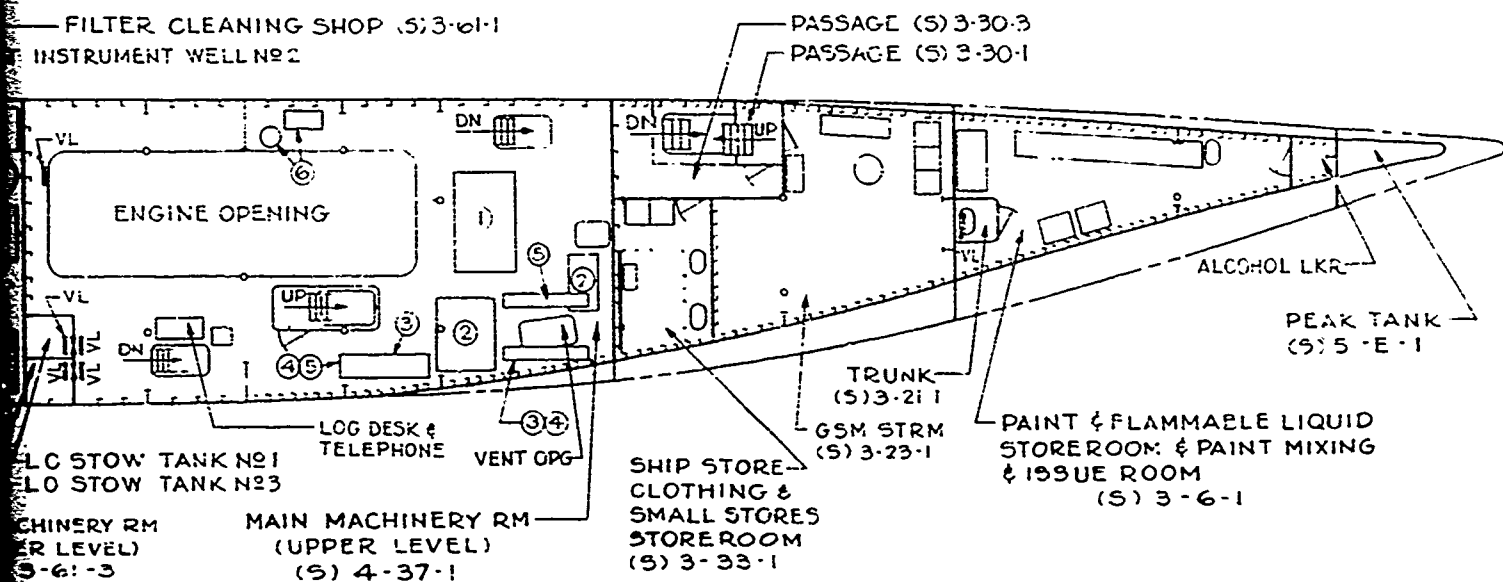 FILTER CLEANING SHOP (S) 3-61-1
INSTRUMENT WELL Nº2
PASSAGE (S) 3-30-3
PASSAGE (S) 3-30-1
VL
DN
DN
UP
6
ENGINE OPENING
1
5
7
VL
ALCOHOL LKR
VL
UP
3
2
PEAK TANK
(S) 5-E-1
VL
DN
VL
VL
4 5
TRUNK
(S) 3-21-1
3 4
LOG DESK &
TELEPHONE
VENT OPG
GSM STRM
(S) 3-23-1
PAINT & FLAMMABLE LIQUID
STOREROOM & PAINT MIXING
& ISSUE ROOM
(S) 3-6-1
LO STOW TANK Nº1
LO STOW TANK Nº3
SHIP STORE
CLOTHING &
SMALL STORES
STOREROOM
(S) 3-33-1
CHINERY RM
ER LEVEL)
3-61-3
MAIN MACHINERY RM
(UPPER LEVEL)
(S) 4-37-1